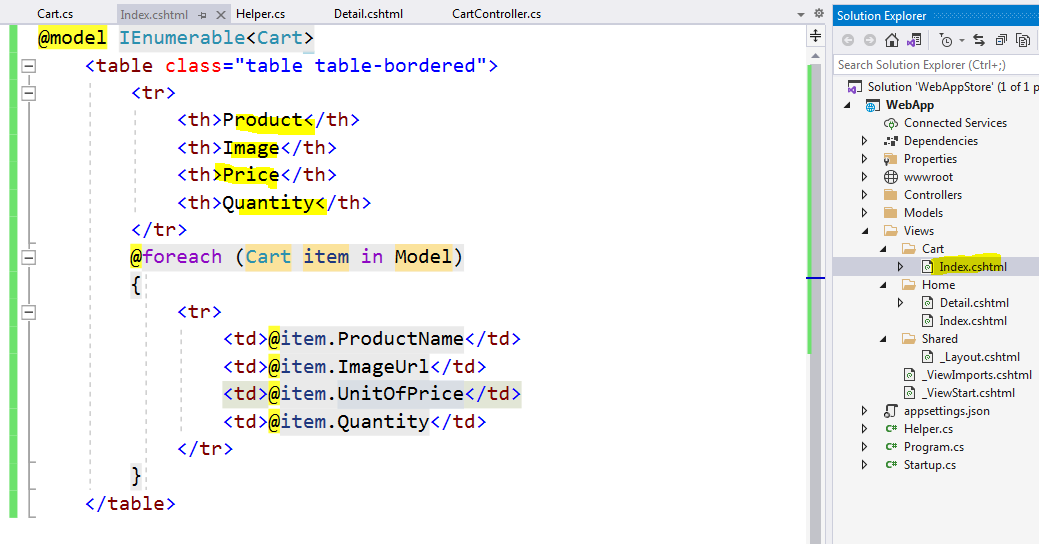 Cart.cs Index.cshtml Helper.cs Detail.cshtml CartController.cs
@model IEnumerable<Cart>
<table class="table table-bordered">
<tr>
<th>Product</th>
<th>Image</th>
<th>Price</th>
<th>Quantity</th>
</tr>
@foreach (Cart item in Model)
{
<tr>
<td>@item.ProductName</td>
<td>@item.ImageUrl</td>
<td>@item.UnitOfPrice</td>
<td>@item.Quantity</td>
</tr>
}
</table>
Solution Explorer
Search Solution Explorer (Ctrl+;)
Solution 'WebAppStore' (1 of 1 p
WebApp
Connected Services
Dependencies
Properties
wwwroot
Controllers
Models
Views
Cart
Index.cshtml
Home
Detail.cshtml
Index.cshtml
Shared
_Layout.cshtml
_ViewImports.cshtml
_ViewStart.cshtml
appsettings.json
C# Helper.cs
C# Program.cs
C# Startup.cs